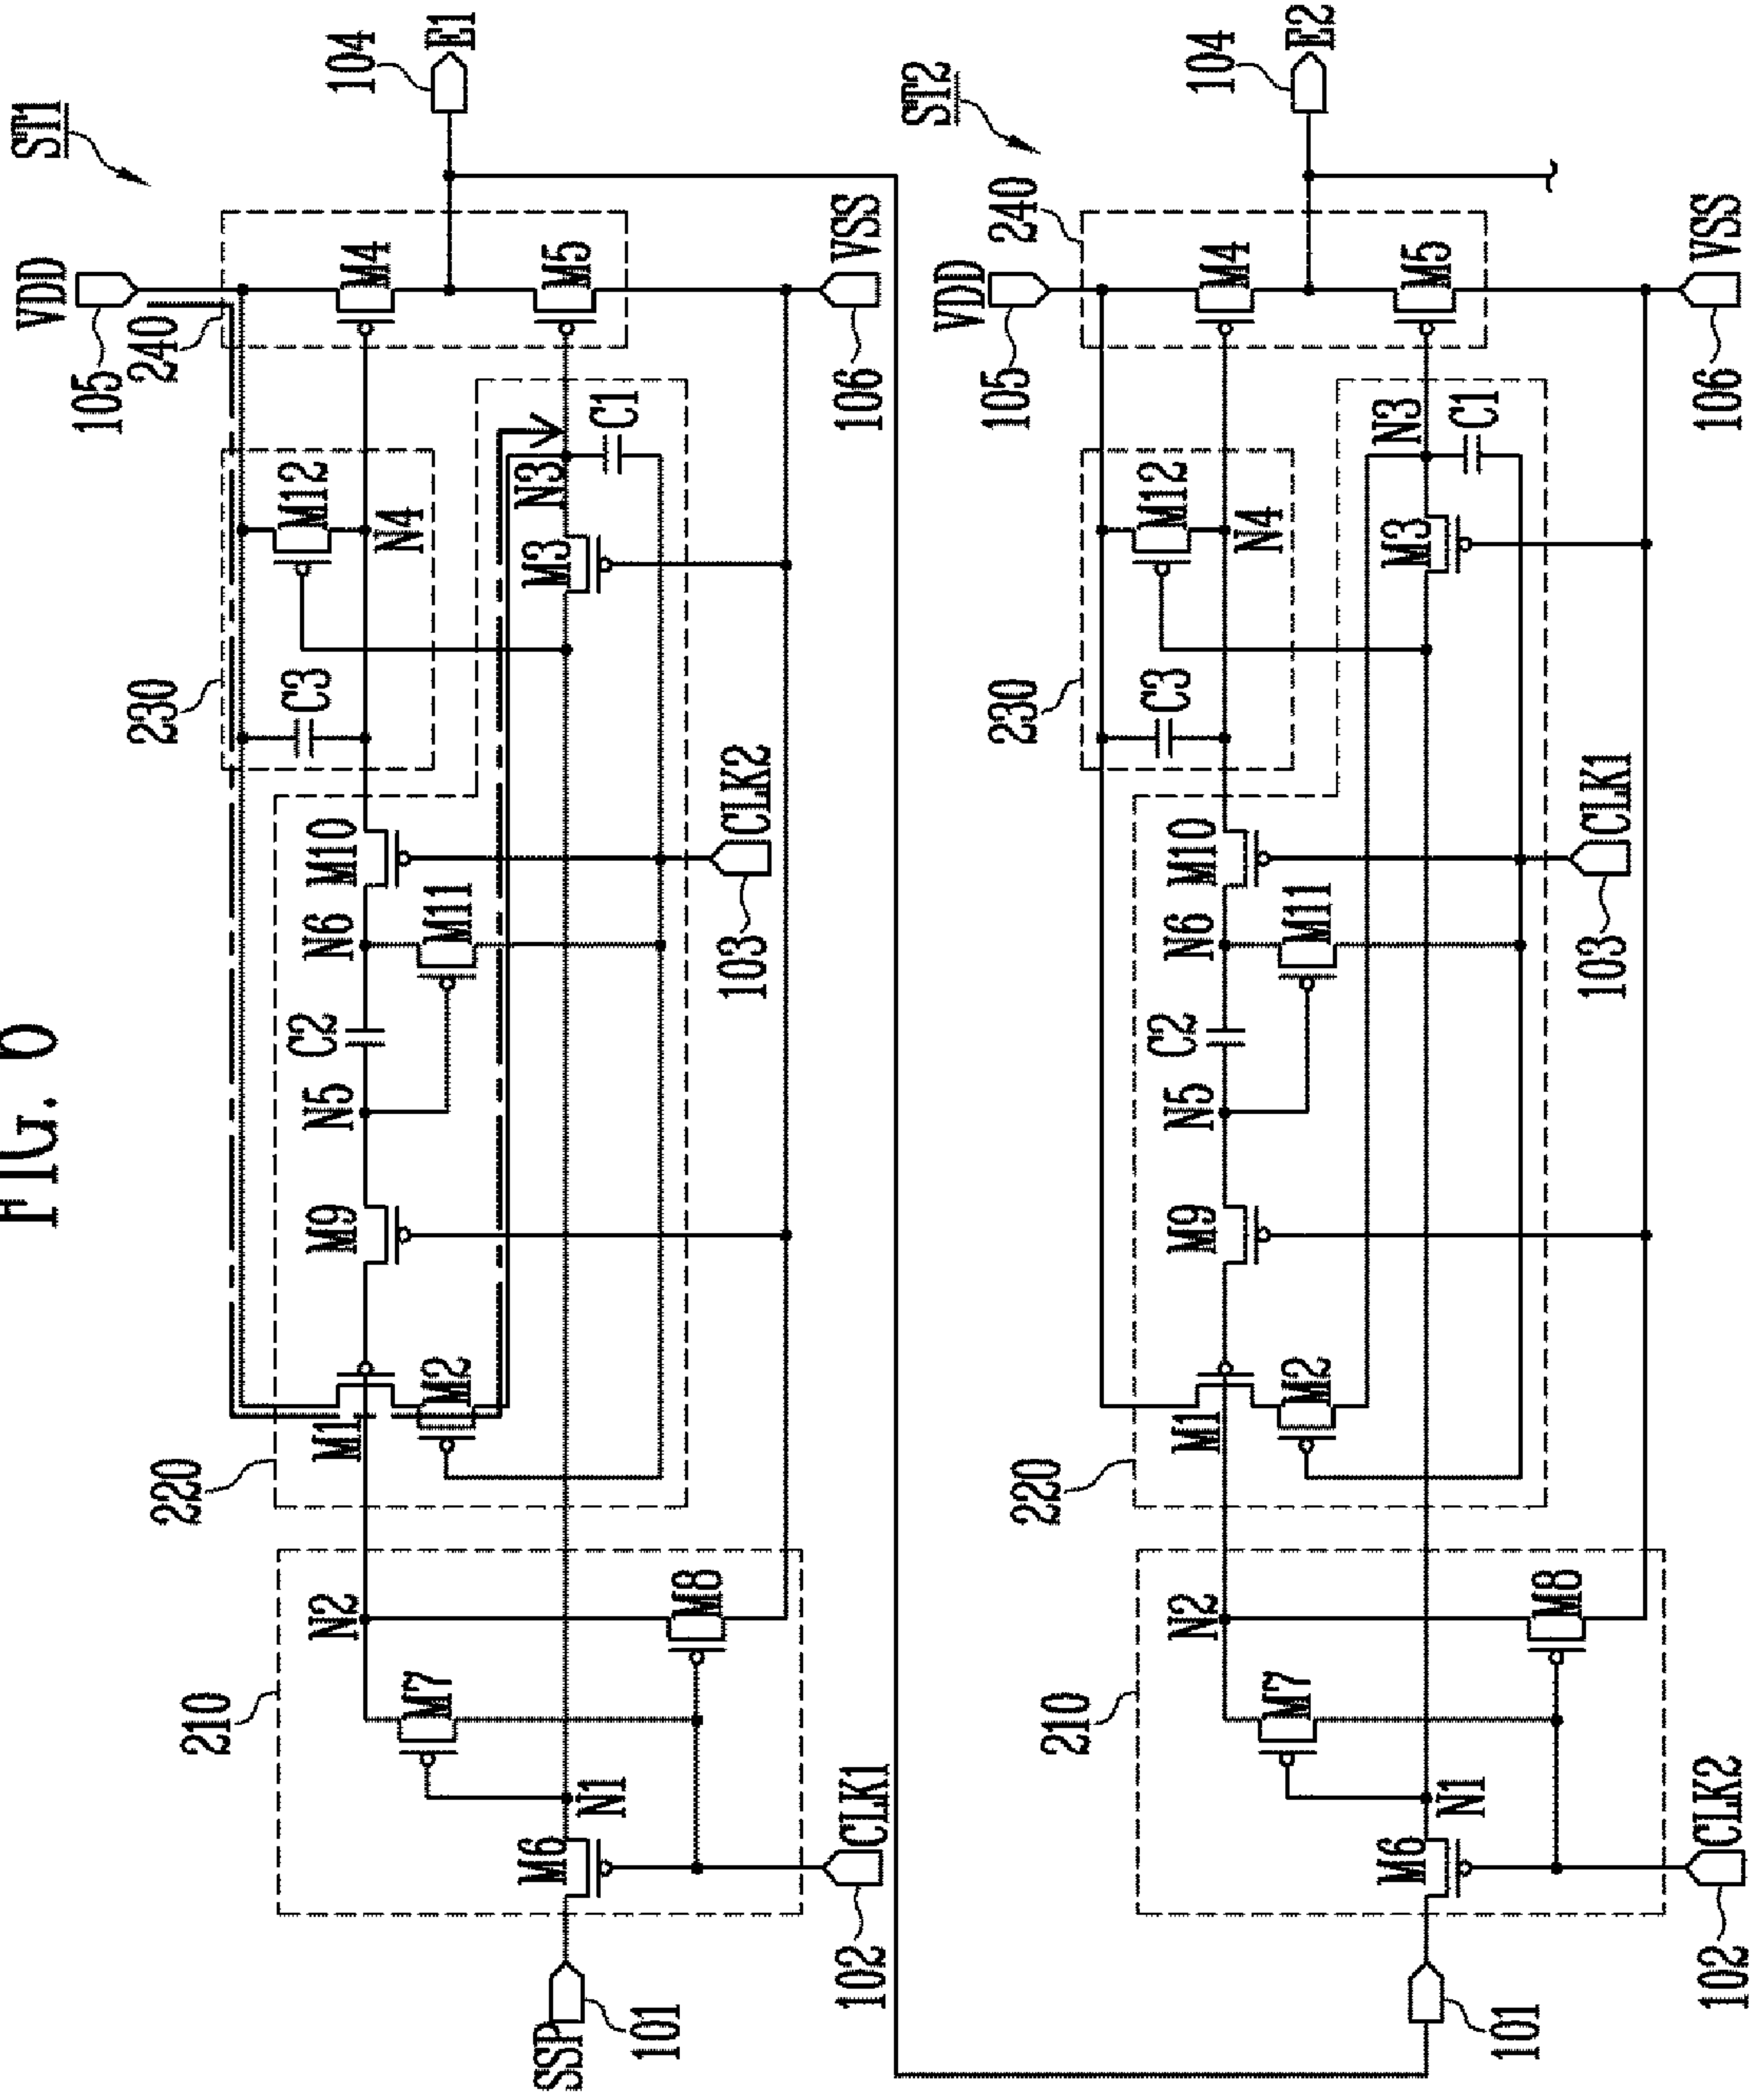 FIG. 6
ST1
VDD
105
240
M4
104
E1
M5
VSS
106
230
C3
M12
N4
N3
C1
M3
220
M1
M2
M9
N5
C2
N6
M10
M11
CLK2
103
210
N2
M7
M8
M6
N1
SSP
101
CLK1
102
ST2
VDD
105
240
M4
104
E2
M5
VSS
106
230
C3
M12
N4
N3
C1
M3
220
M1
M2
M9
N5
C2
N6
M10
M11
CLK1
103
210
N2
M7
M8
M6
N1
101
CLK2
102